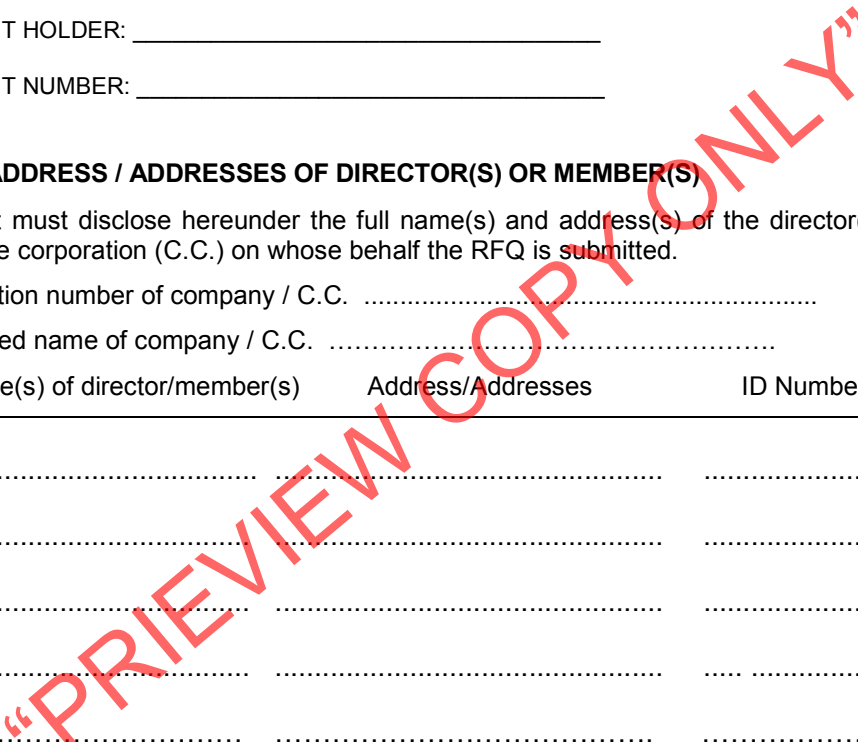 T HOLDER: ___________________________________
T NUMBER: ___________________________________
ADDRESS / ADDRESSES OF DIRECTOR(S) OR MEMBER(S)
t must disclose hereunder the full name(s) and address(s) of the director(
e corporation (C.C.) on whose behalf the RFQ is submitted.
tion number of company / C.C. ................................................................
ed name of company / C.C. …………………………………………….
e(s) of director/member(s) Address/Addresses ID Numbe
.................................... ...................................................... ......................
.................................... ...................................................... ......................
.................................... ...................................................... ......................
.................................... ...................................................... ..... ................
………………………… ……………………………………. ………………
“PRIEVIEW COPY ONLY”